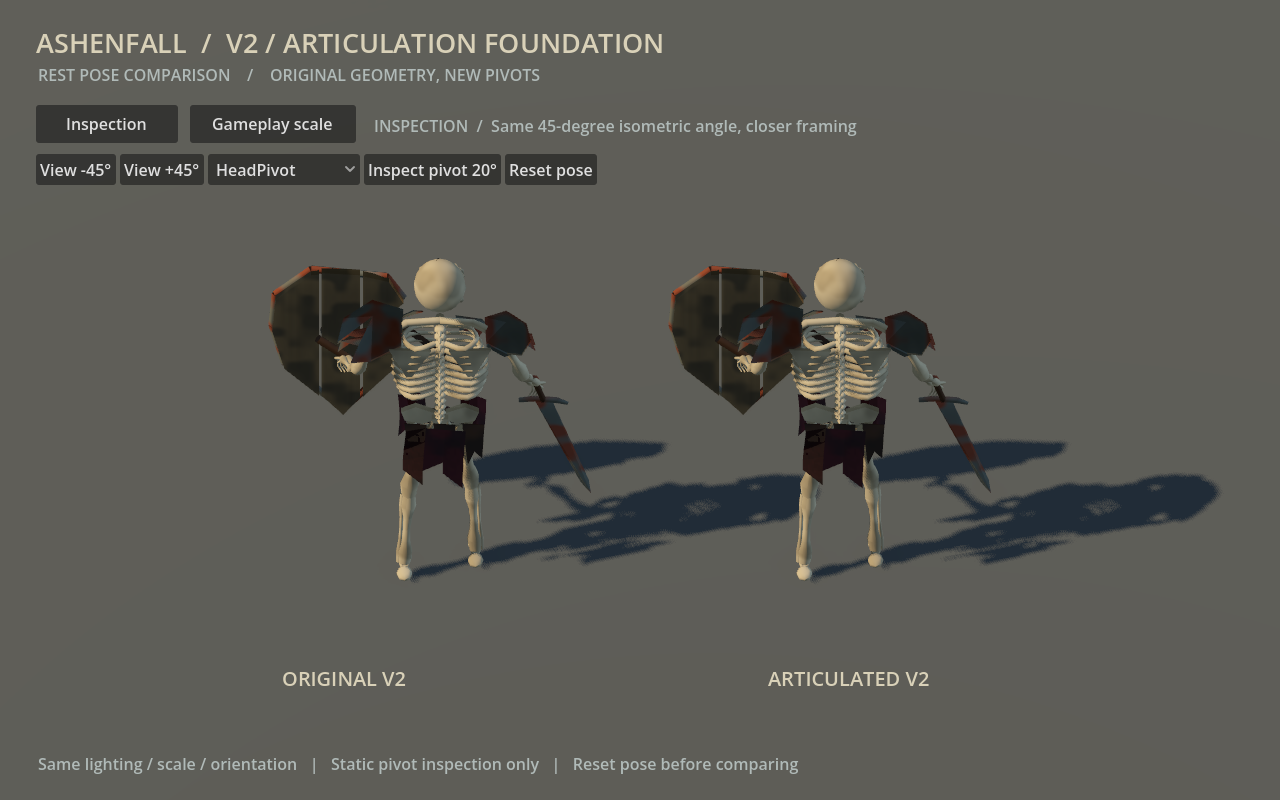 ASHENFALL / V2 / ARTICULATION FOUNDATION
REST POSE COMPARISON / ORIGINAL GEOMETRY, NEW PIVOTS
Inspection Gameplay scale INSPECTION / Same 45-degree isometric angle, closer framing
View -45° View +45° HeadPivot Inspect pivot 20° Reset pose
ORIGINAL V2 ARTICULATED V2
Same lighting / scale / orientation | Static pivot inspection only | Reset pose before comparing